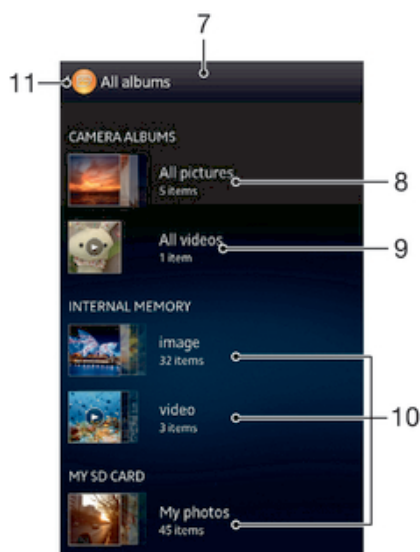 7
11
All albums
CAMERA ALBUMS
All pictures
5 items
8
All videos
1 item
9
INTERNAL MEMORY
image
32 items
video
3 items
10
MY SD CARD
My photos
45 items